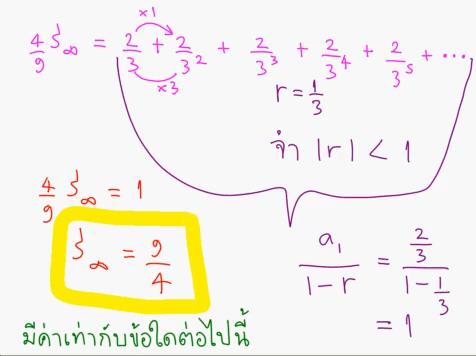 ×1
4/9 S∞ = 2/3 + 2/3² + 2/3³ + 2/3⁴ + 2/3⁵ + ...
×3
r = 1/3
จำ |r| < 1
4/9 S∞ = 1
S∞ = 9/4
a₁/(1-r) = (2/3)/(1-1/3)
= 1
มีค่าเท่ากับข้อใดต่อไปนี้